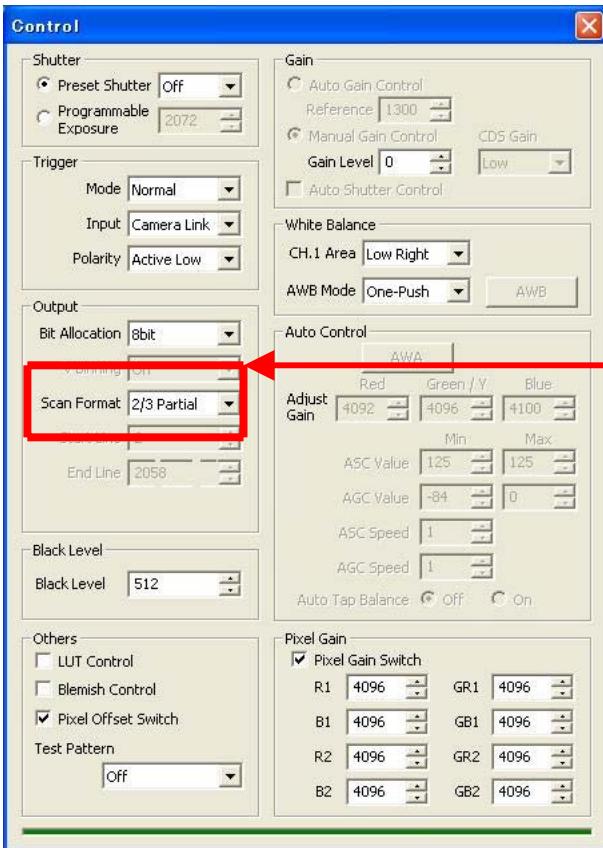 Control
Shutter
Preset Shutter Off
Programmable Exposure 2072
Trigger
Mode Normal
Input Camera Link
Polarity Active Low
Output
Bit Allocation 8bit
On
Scan Format 2/3 Partial
End Line 2058
Black Level
Black Level 512
Others
LUT Control
Blemish Control
Pixel Offset Switch
Test Pattern
Off
Gain
Auto Gain Control
Reference 1300
Manual Gain Control CDS Gain
Gain Level 0 Low
Auto Shutter Control
White Balance
CH.1 Area Low Right
AWB Mode One-Push AWB
Auto Control
AWA
Red Green / Y Blue
Adjust Gain 4092 4096 4100
Min Max
ASC Value 125 125
AGC Value -84 0
ASC Speed 1
AGC Speed 1
Auto Tap Balance Off On
Pixel Gain
Pixel Gain Switch
R1 4096 GR1 4096
B1 4096 GB1 4096
R2 4096 GR2 4096
B2 4096 GB2 4096